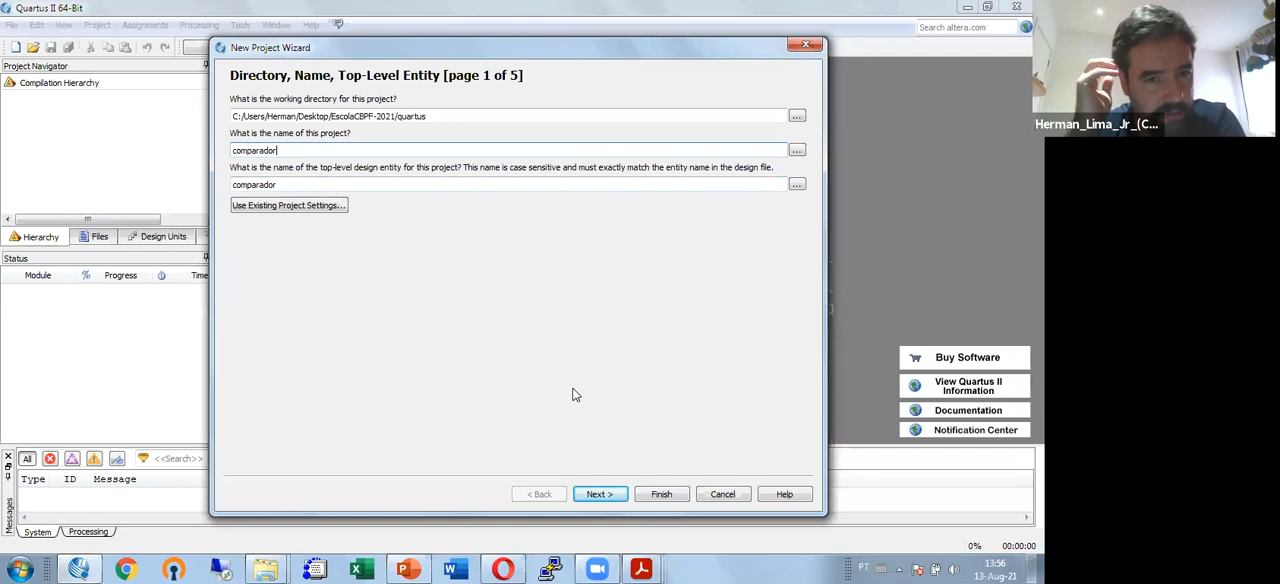 Quartus II 64-Bit
File Edit View Project Assignments Processing Tools Window Help
Search altera.com
Project Navigator
Compilation Hierarchy
Hierarchy Files Design Units
Status
Module % Progress Time
New Project Wizard
Directory, Name, Top-Level Entity [page 1 of 5]
What is the working directory for this project?
C:/Users/Herman/Desktop/EscolaCBPF-2021/quartus
...
What is the name of this project?
comparador
...
What is the name of the top-level design entity for this project? This name is case sensitive and must exactly match the entity name in the design file.
comparador
...
Use Existing Project Settings...
< Back Next > Finish Cancel Help
Herman_Lima_Jr_(C...
Buy Software
View Quartus II
Information
Documentation
Notification Center
All <<Search>>
Type ID Message
Messages
System Processing
0% 00:00:00
PT 13:56
13-Aug-21